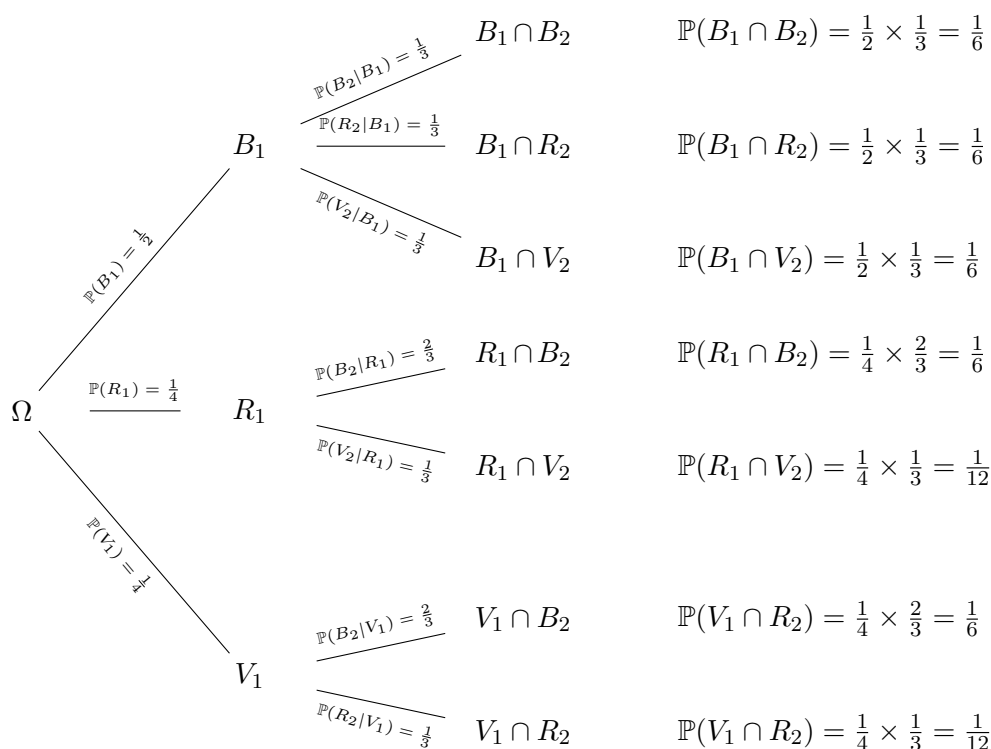 B₁ ∩ B₂ ℙ(B₁ ∩ B₂) = 1/2 × 1/3 = 1/6
ℙ(B₂|B₁) = 1/3
ℙ(R₂|B₁) = 1/3
B₁ B₁ ∩ R₂ ℙ(B₁ ∩ R₂) = 1/2 × 1/3 = 1/6
ℙ(V₂|B₁) = 1/3
B₁ ∩ V₂ ℙ(B₁ ∩ V₂) = 1/2 × 1/3 = 1/6
ℙ(B₁) = 1/2
R₁ ∩ B₂ ℙ(R₁ ∩ B₂) = 1/4 × 2/3 = 1/6
ℙ(B₂|R₁) = 2/3
ℙ(R₁) = 1/4
Ω R₁
ℙ(V₂|R₁) = 1/3
R₁ ∩ V₂ ℙ(R₁ ∩ V₂) = 1/4 × 1/3 = 1/12
ℙ(V₁) = 1/4
V₁ ∩ B₂ ℙ(V₁ ∩ R₂) = 1/4 × 2/3 = 1/6
ℙ(B₂|V₁) = 2/3
V₁
ℙ(R₂|V₁) = 1/3
V₁ ∩ R₂ ℙ(V₁ ∩ R₂) = 1/4 × 1/3 = 1/12